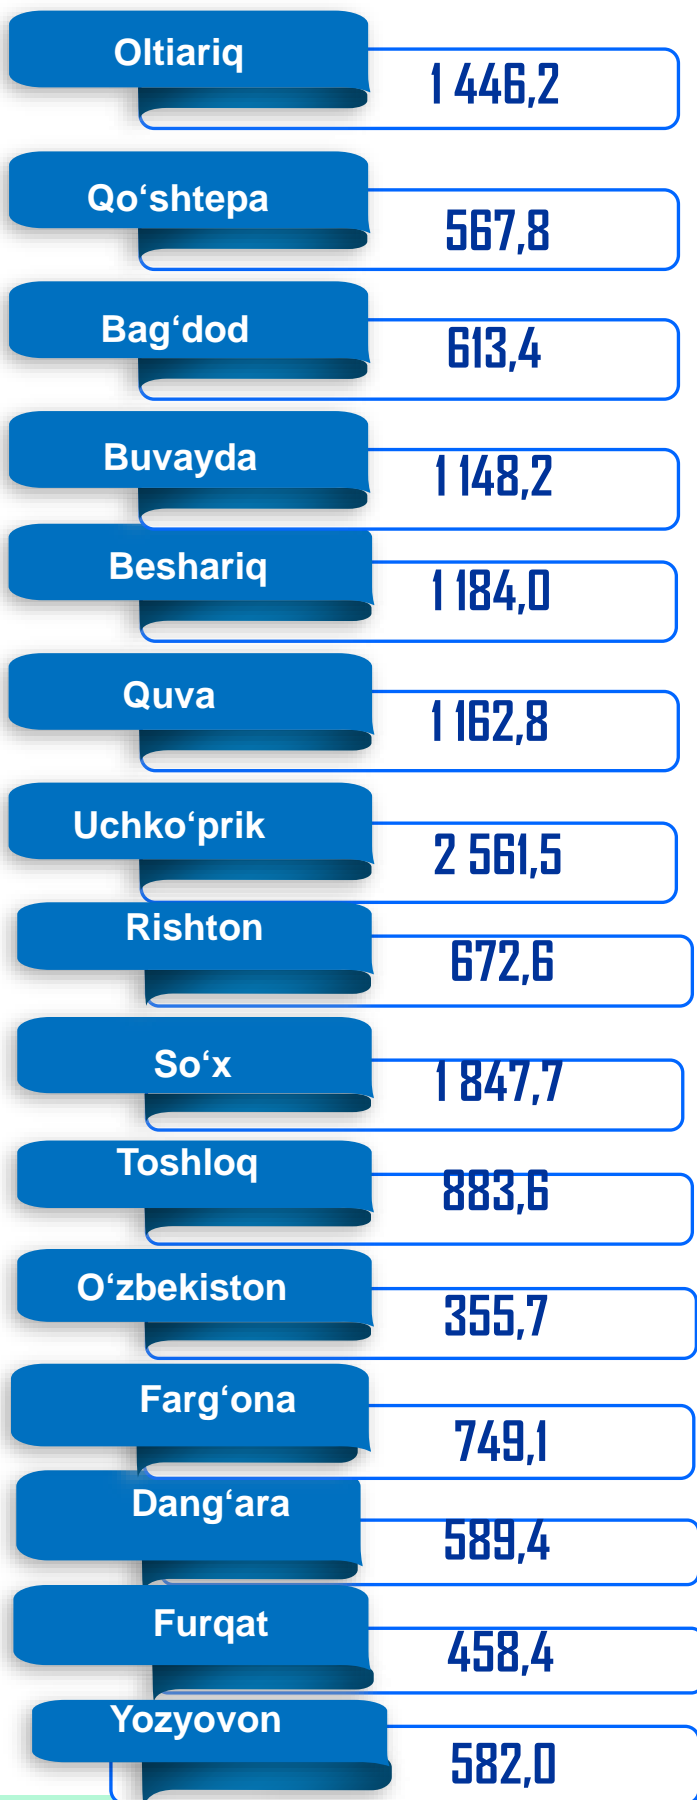 Oltiariq
1 446,2
Qo‘shtepa
567,8
Bag‘dod
613,4
Buvayda
1 148,2
Beshariq
1 184,0
Quva
1 162,8
Uchko‘prik
2 561,5
Rishton
672,6
So‘x
1 847,7
Toshloq
883,6
O‘zbekiston
355,7
Farg‘ona
749,1
Dang‘ara
589,4
Furqat
458,4
Yozyovon
582,0